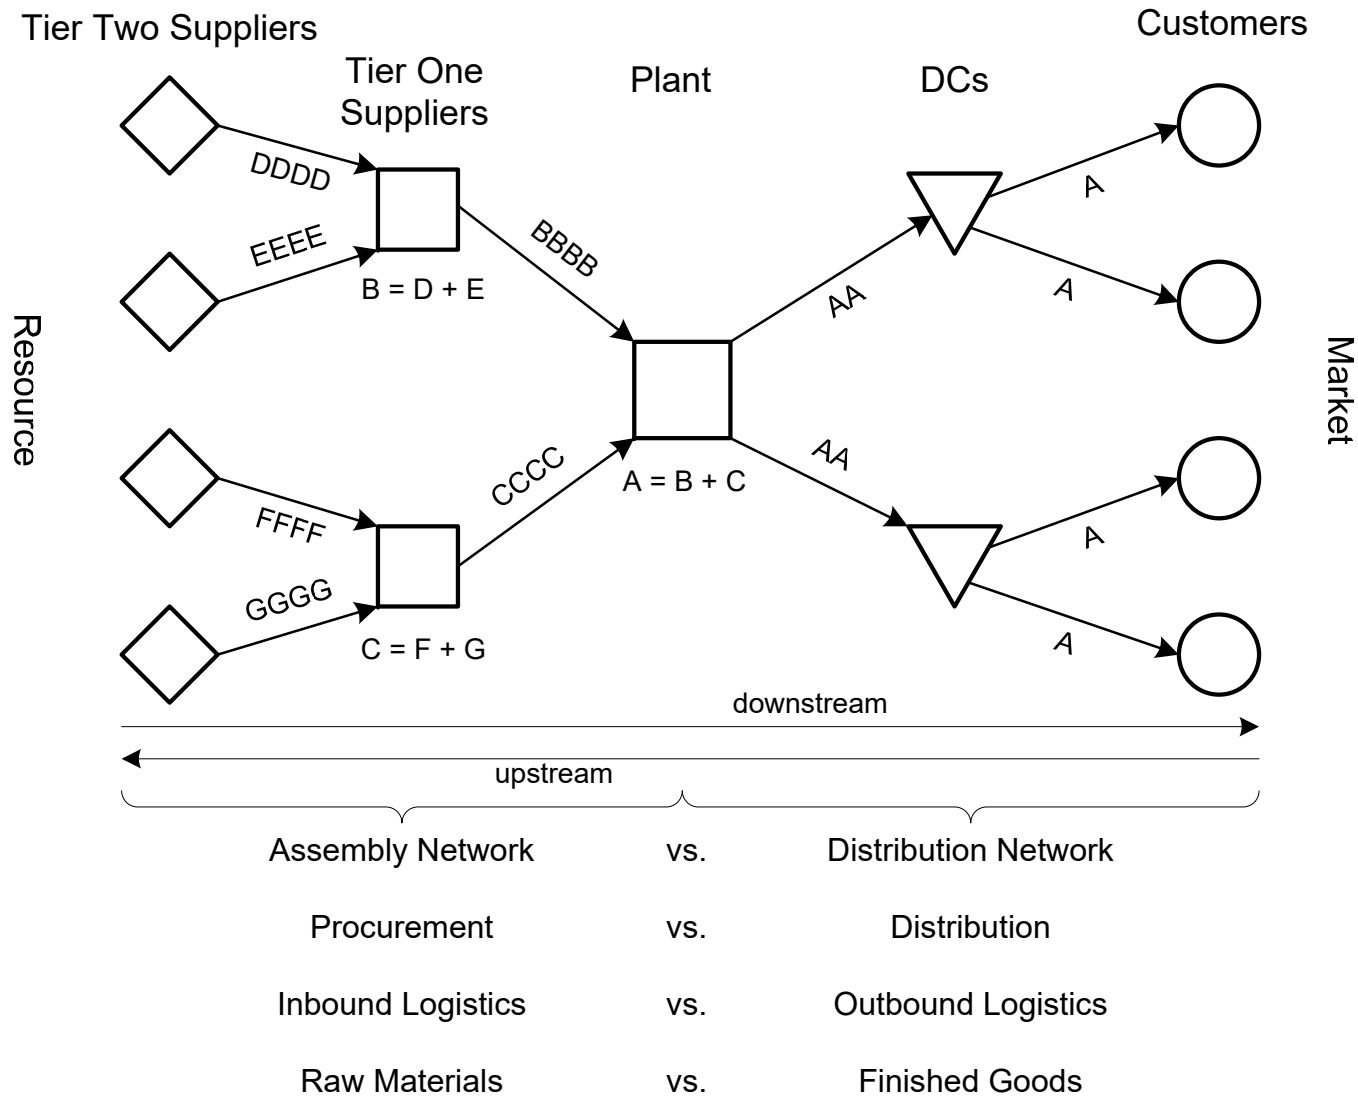 Tier Two Suppliers
Tier One
Suppliers
Plant
DCs
Customers
DDDD
EEEE
B = D + E
BBBB
AA
A
A
Resource
Market
FFFF
GGGG
C = F + G
CCCC
A = B + C
AA
A
A
downstream
upstream
Assembly Network vs. Distribution Network
Procurement vs. Distribution
Inbound Logistics vs. Outbound Logistics
Raw Materials vs. Finished Goods